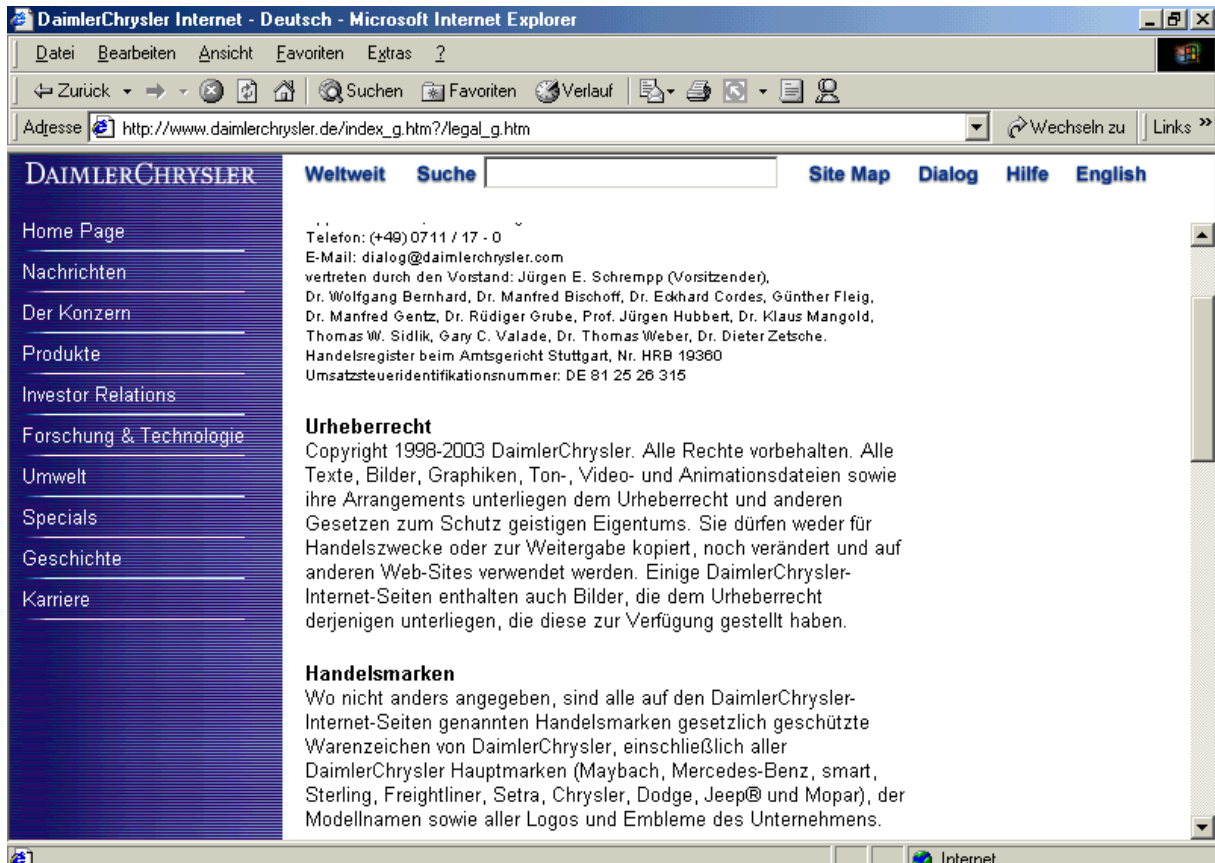 DaimlerChrysler Internet - Deutsch - Microsoft Internet Explorer
Datei Bearbeiten Ansicht Favoriten Extras ?
Zurück Suchen Favoriten Verlauf
Adresse http://www.daimlerchrysler.de/index_g.htm?/legal_g.htm Wechseln zu Links »
DAIMLERCHRYSLER Weltweit Suche Site Map Dialog Hilfe English
Home Page
Nachrichten
Der Konzern
Produkte
Investor Relations
Forschung & Technologie
Umwelt
Specials
Geschichte
Karriere
Telefon: (+49) 0711 / 17 - 0
E-Mail: dialog@daimlerchrysler.com
vertreten durch den Vorstand: Jürgen E. Schrempp (Vorsitzender),
Dr. Wolfgang Bernhard, Dr. Manfred Bischoff, Dr. Eckhard Cordes, Günther Fleig,
Dr. Manfred Gentz, Dr. Rüdiger Grube, Prof. Jürgen Hubbert, Dr. Klaus Mangold,
Thomas W. Sidlik, Gary C. Valade, Dr. Thomas Weber, Dr. Dieter Zetsche.
Handelsregister beim Amtsgericht Stuttgart, Nr. HRB 19360
Umsatzsteueridentifikationsnummer: DE 81 25 26 315
Urheberrecht
Copyright 1998-2003 DaimlerChrysler. Alle Rechte vorbehalten. Alle
Texte, Bilder, Graphiken, Ton-, Video- und Animationsdateien sowie
ihre Arrangements unterliegen dem Urheberrecht und anderen
Gesetzen zum Schutz geistigen Eigentums. Sie dürfen weder für
Handelszwecke oder zur Weitergabe kopiert, noch verändert und auf
anderen Web-Sites verwendet werden. Einige DaimlerChrysler-
Internet-Seiten enthalten auch Bilder, die dem Urheberrecht
derjenigen unterliegen, die diese zur Verfügung gestellt haben.
Handelsmarken
Wo nicht anders angegeben, sind alle auf den DaimlerChrysler-
Internet-Seiten genannten Handelsmarken gesetzlich geschützte
Warenzeichen von DaimlerChrysler, einschließlich aller
DaimlerChrysler Hauptmarken (Maybach, Mercedes-Benz, smart,
Sterling, Freightliner, Setra, Chrysler, Dodge, Jeep® und Mopar), der
Modellnamen sowie aller Logos und Embleme des Unternehmens.
Internet